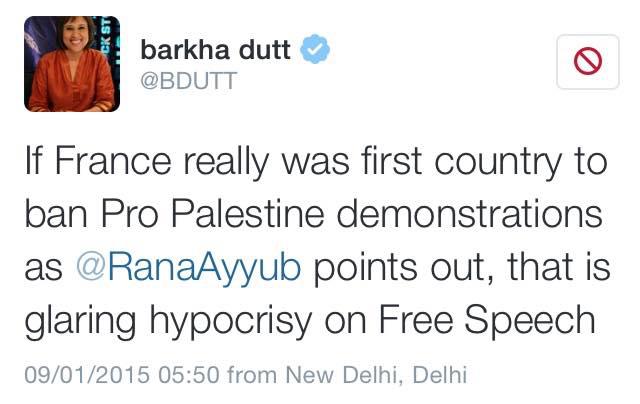 barkha dutt
@BDUTT
If France really was first country to
ban Pro Palestine demonstrations
as @RanaAyyub points out, that is
glaring hypocrisy on Free Speech
09/01/2015 05:50 from New Delhi, Delhi